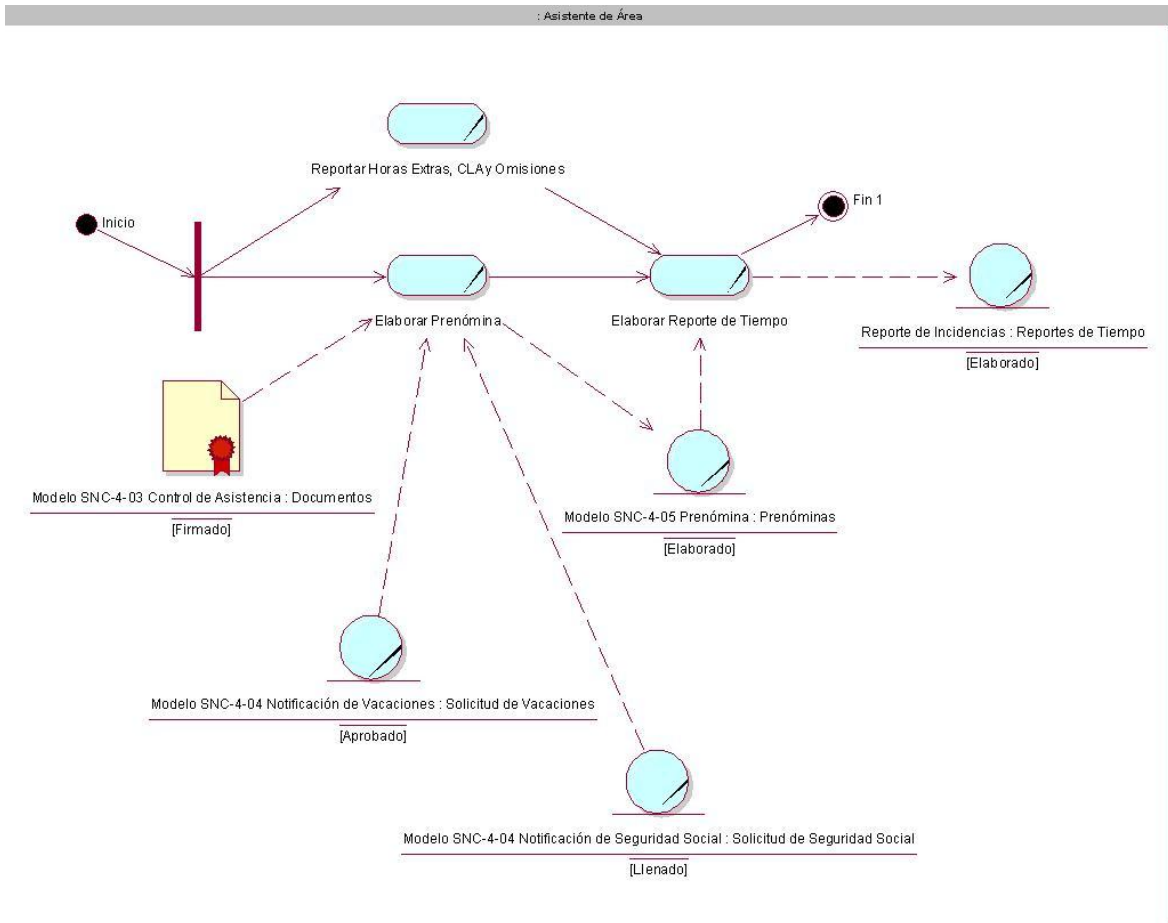 : Asistente de Área
Reportar Horas Extras, CLAy Omisiones
Inicio
Fin 1
Elaborar Prenómina
Elaborar Reporte de Tiempo
Reporte de Incidencias : Reportes de Tiempo
[Elaborado]
Modelo SNC-4-03 Control de Asistencia : Documentos
[Firmado]
Modelo SNC-4-05 Prenómina : Prenóminas
[Elaborado]
Modelo SNC-4-04 Notificación de Vacaciones : Solicitud de Vacaciones
[Aprobado]
Modelo SNC-4-04 Notificación de Seguridad Social : Solicitud de Seguridad Social
[Llenado]